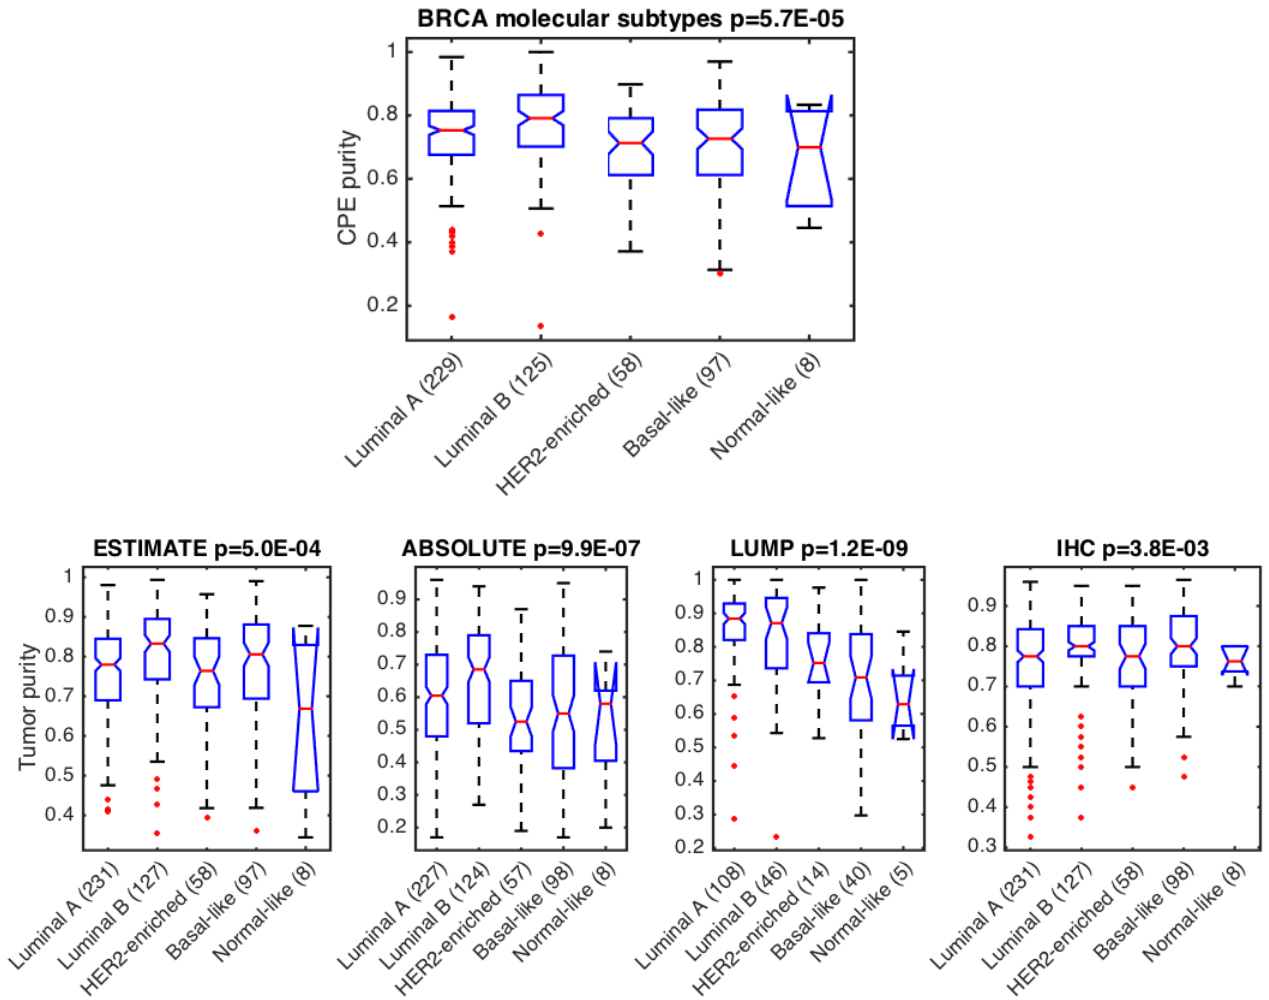 BRCA molecular subtypes p=5.7E-05
CPE purity
1
0.8
0.6
0.4
0.2
Luminal A (229)
Luminal B (125)
HER2-enriched (58)
Basal-like (97)
Normal-like (8)
ESTIMATE p=5.0E-04
Tumor purity
1
0.9
0.8
0.7
0.6
0.5
0.4
Luminal A (231)
Luminal B (127)
HER2-enriched (58)
Basal-like (97)
Normal-like (8)
ABSOLUTE p=9.9E-07
0.9
0.8
0.7
0.6
0.5
0.4
0.3
0.2
Luminal A (227)
Luminal B (124)
HER2-enriched (57)
Basal-like (98)
Normal-like (8)
LUMP p=1.2E-09
1
0.9
0.8
0.7
0.6
0.5
0.4
0.3
0.2
Luminal A (108)
Luminal B (46)
HER2-enriched (14)
Basal-like (40)
Normal-like (5)
IHC p=3.8E-03
0.9
0.8
0.7
0.6
0.5
0.4
0.3
Luminal A (231)
Luminal B (127)
HER2-enriched (58)
Basal-like (98)
Normal-like (8)